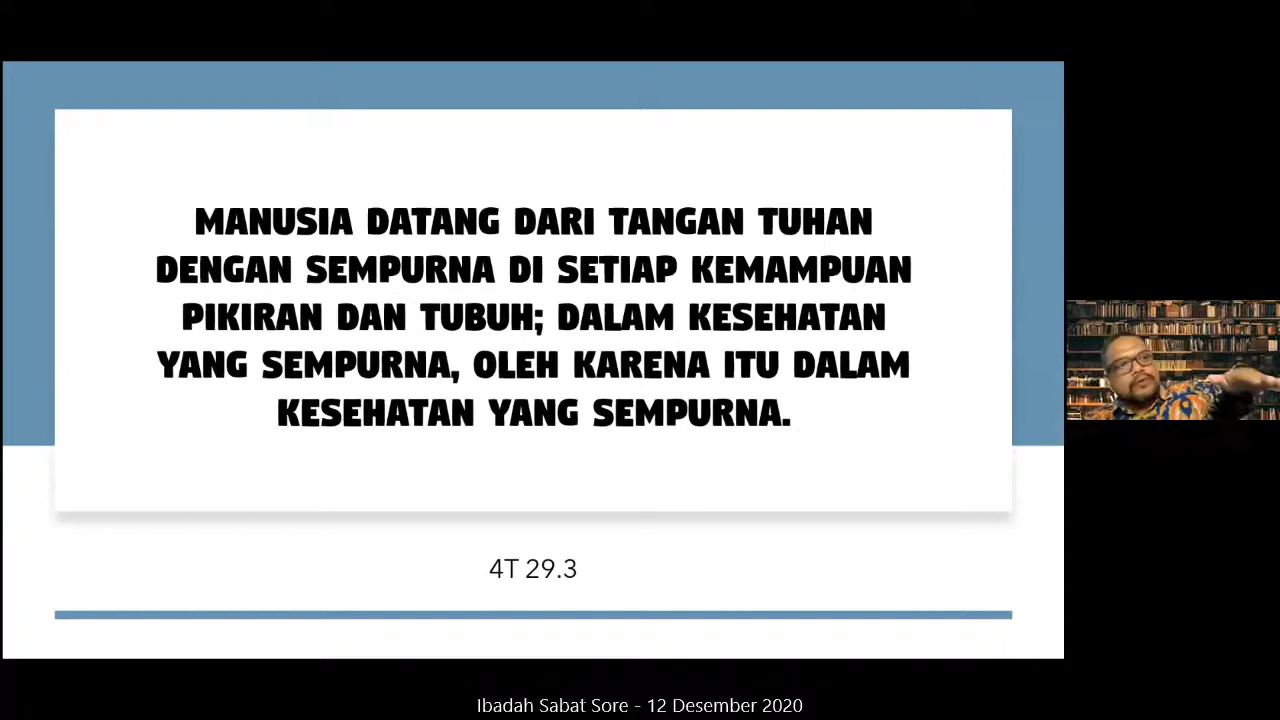 MANUSIA DATANG DARI TANGAN TUHAN
DENGAN SEMPURNA DI SETIAP KEMAMPUAN
PIKIRAN DAN TUBUH; DALAM KESEHATAN
YANG SEMPURNA, OLEH KARENA ITU DALAM
KESEHATAN YANG SEMPURNA.
4T 29.3
Ibadah Sabat Sore - 12 Desember 2020